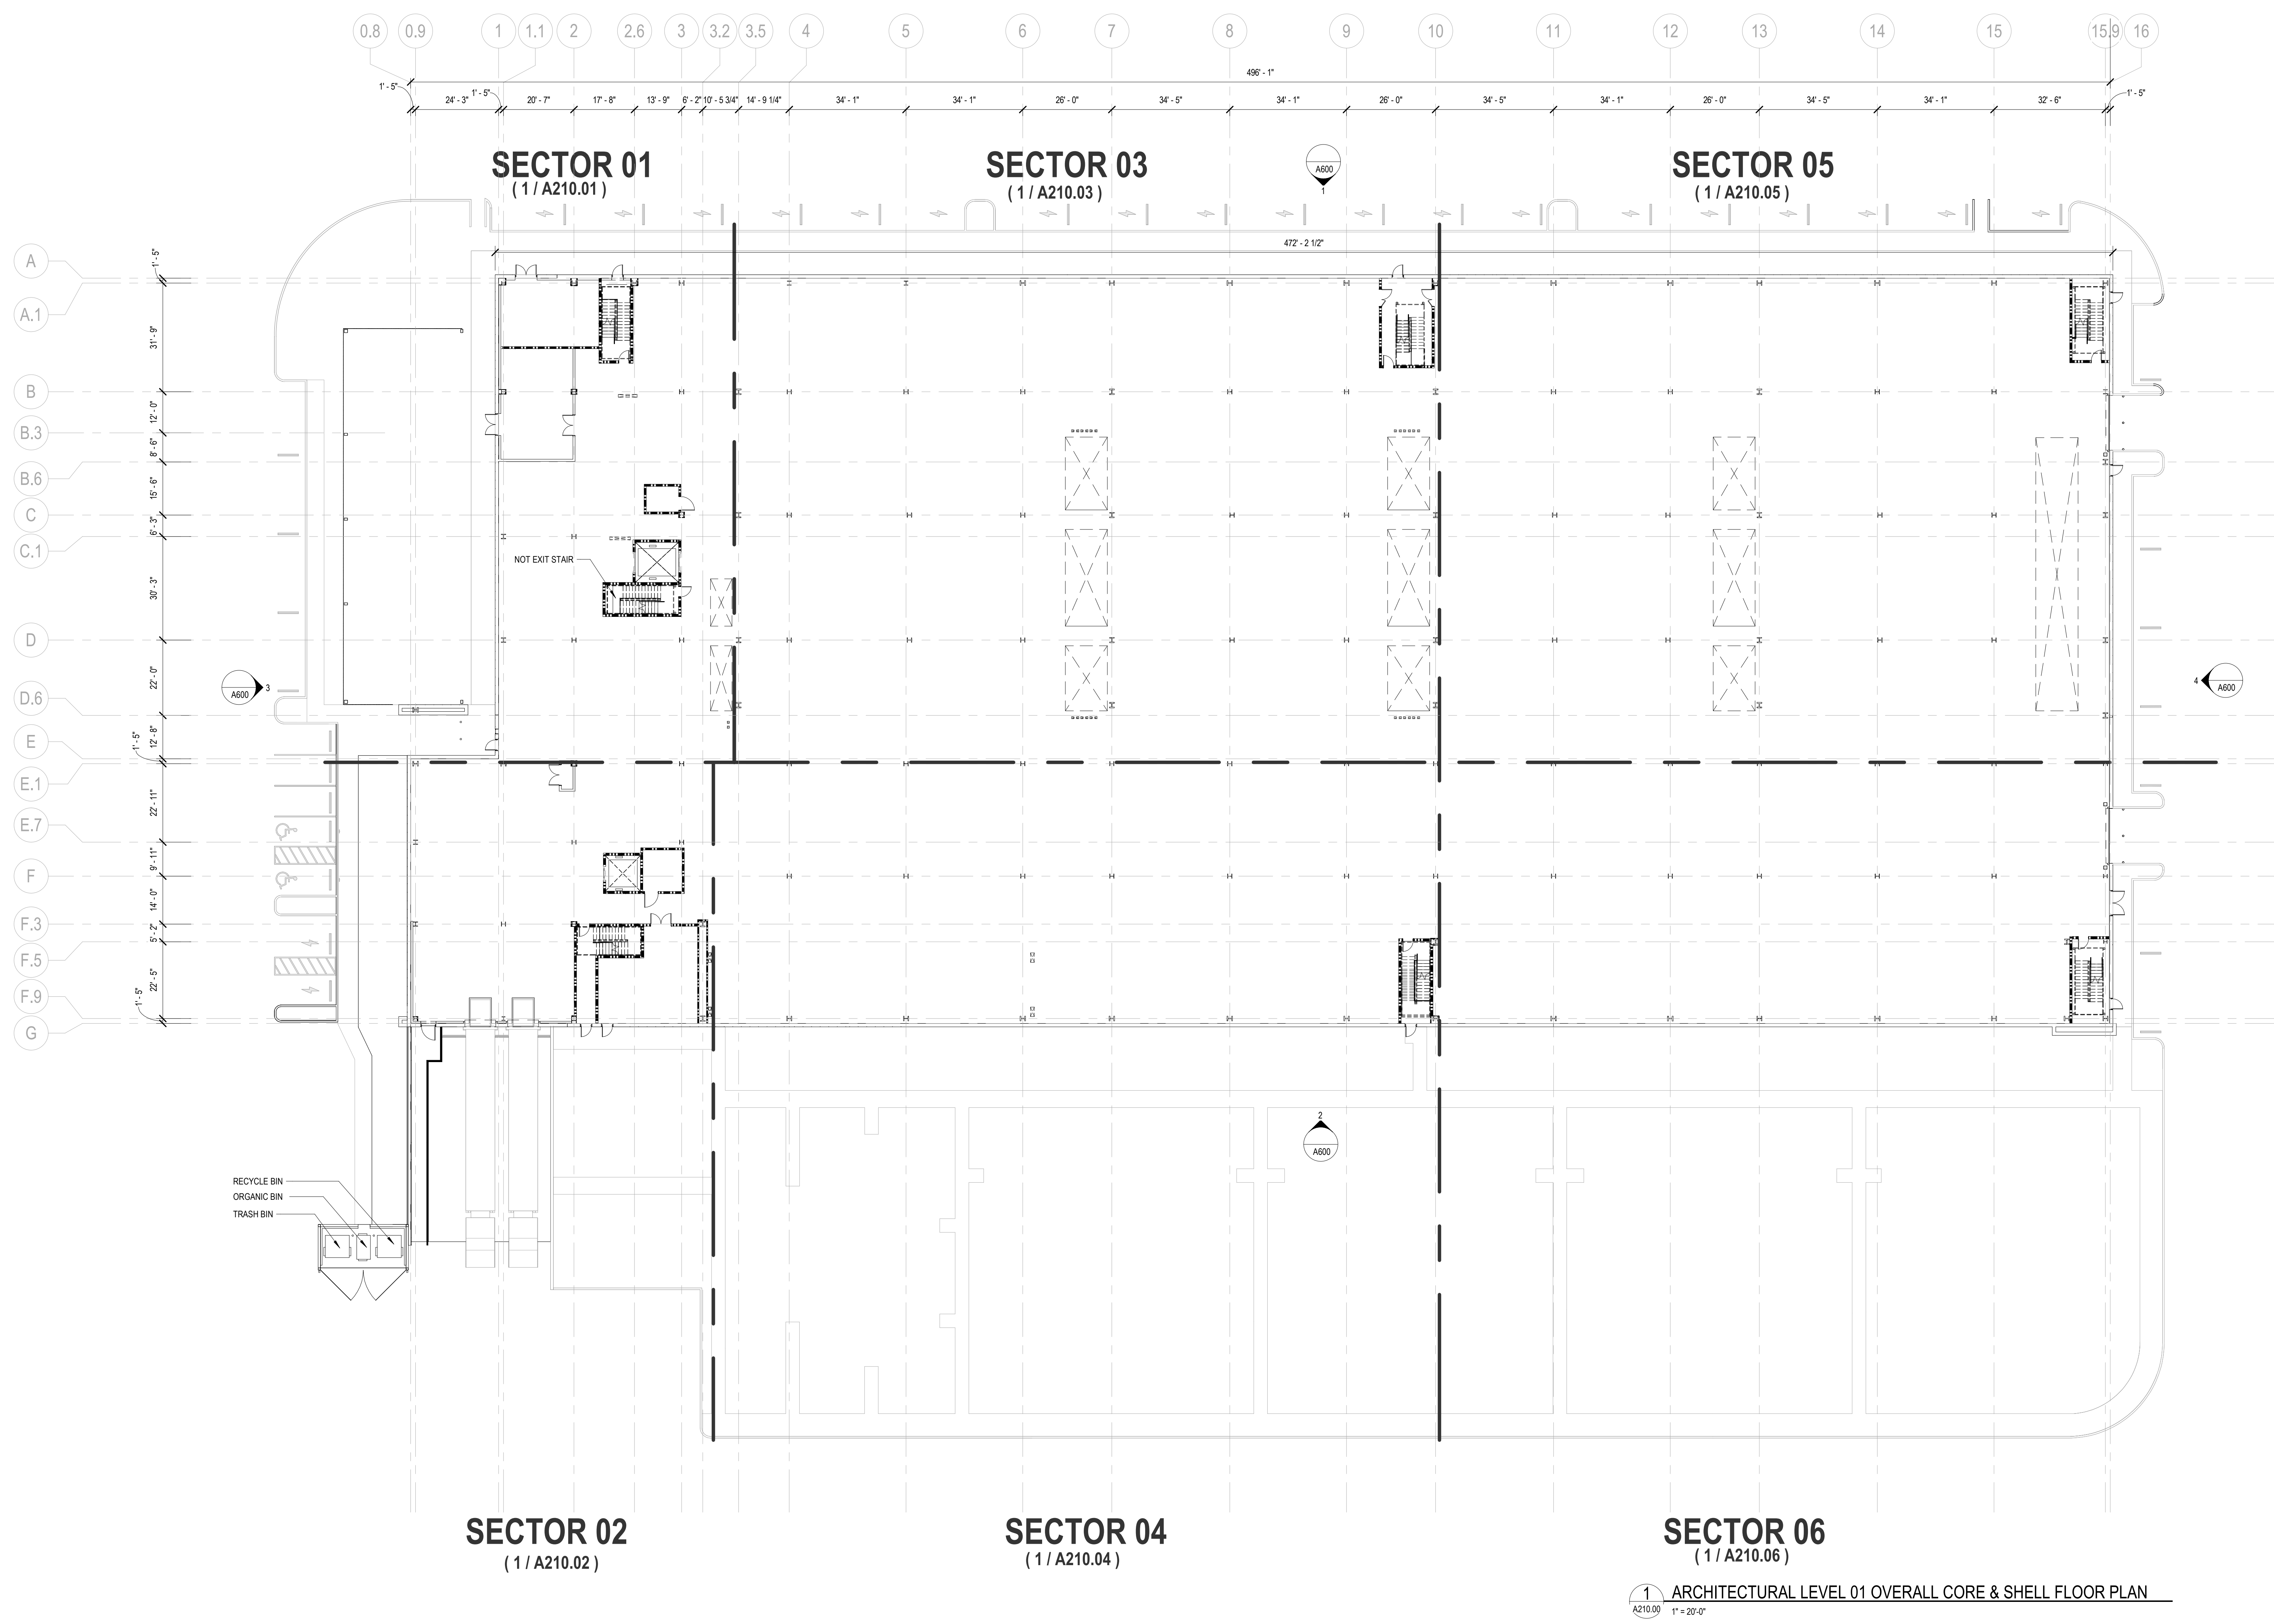 0.8 0.9 1 1.1 2 2.6 3 3.2 3.5 4 5 6 7 8 9 10 11 12 13 14 15 15.9 16
496' - 1"
1' - 5" 24' - 3" 1' - 5" 20' - 7" 17' - 8" 13' - 9" 6' - 2" 10' - 5 3/4" 14' - 9 1/4" 34' - 1" 34' - 1" 26' - 0" 34' - 5" 34' - 1" 26' - 0" 34' - 5" 34' - 1" 26' - 0" 34' - 5" 34' - 1" 32' - 6" 1' - 5"
SECTOR 01
( 1 / A210.01 )
SECTOR 03
( 1 / A210.03 )
A600
1
SECTOR 05
( 1 / A210.05 )
472' - 2 1/2"
A
1' - 5"
A.1
31' - 9"
B
12' - 0"
B.3
8' - 6"
B.6
15' - 6"
C
6' - 3"
C.1
NOT EXIT STAIR
30' - 3"
D
22' - 0"
A600
3
4
A600
D.6
12' - 8"
E
1' - 5"
E.1
22' - 11"
E.7
9' - 11"
F
14' - 0"
F.3
5' - 2"
F.5
22' - 5"
F.9
1' - 5"
G
2
A600
RECYCLE BIN
ORGANIC BIN
TRASH BIN
SECTOR 02
( 1 / A210.02 )
SECTOR 04
( 1 / A210.04 )
SECTOR 06
( 1 / A210.06 )
1
A210.00
ARCHITECTURAL LEVEL 01 OVERALL CORE & SHELL FLOOR PLAN
1" = 20'-0"